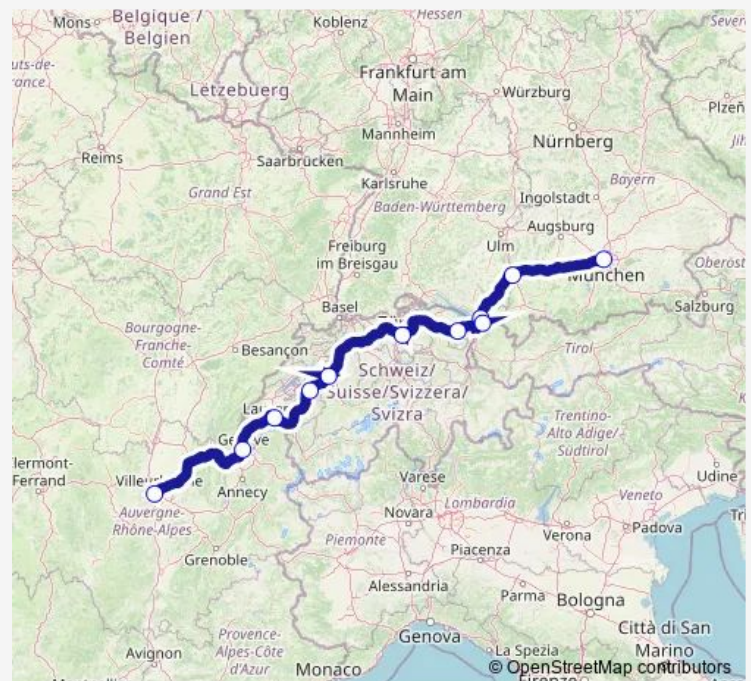 Belgique /
Mons
Belgien
Koblenz
Hessen
Frankfurt am
Main
Letzebuerg
Würzburg
Mannheim
Nürnberg
Reims
Saarbrücken
Karlsruhe
Bayern
Grand Est
Baden-Württemberg
Ingolstadt
Augsburg
Freiburg
im Breisgau
Ulm
München
Basel
Salzburg
Bourgogne-
Franche-
Comté
Besançon
Tirol
Schweiz/
Suisse/Svizzera/
Svizra
Trentino-
Alto Adige/
Südtirol
Annecy
Auvergne-
Rhône-Alpes
Varese
Udine
Lombardia
Veneto
Novara
Padova
Grenoble
Piemonte
Verona
Piacenza
Alessandria
Parma
Bologna
Genova
Città di San
Marino
Provence-
Alpes-Côte
d'Azur
Avignon
La Spezia
Monaco
© OpenStreetMap contributors